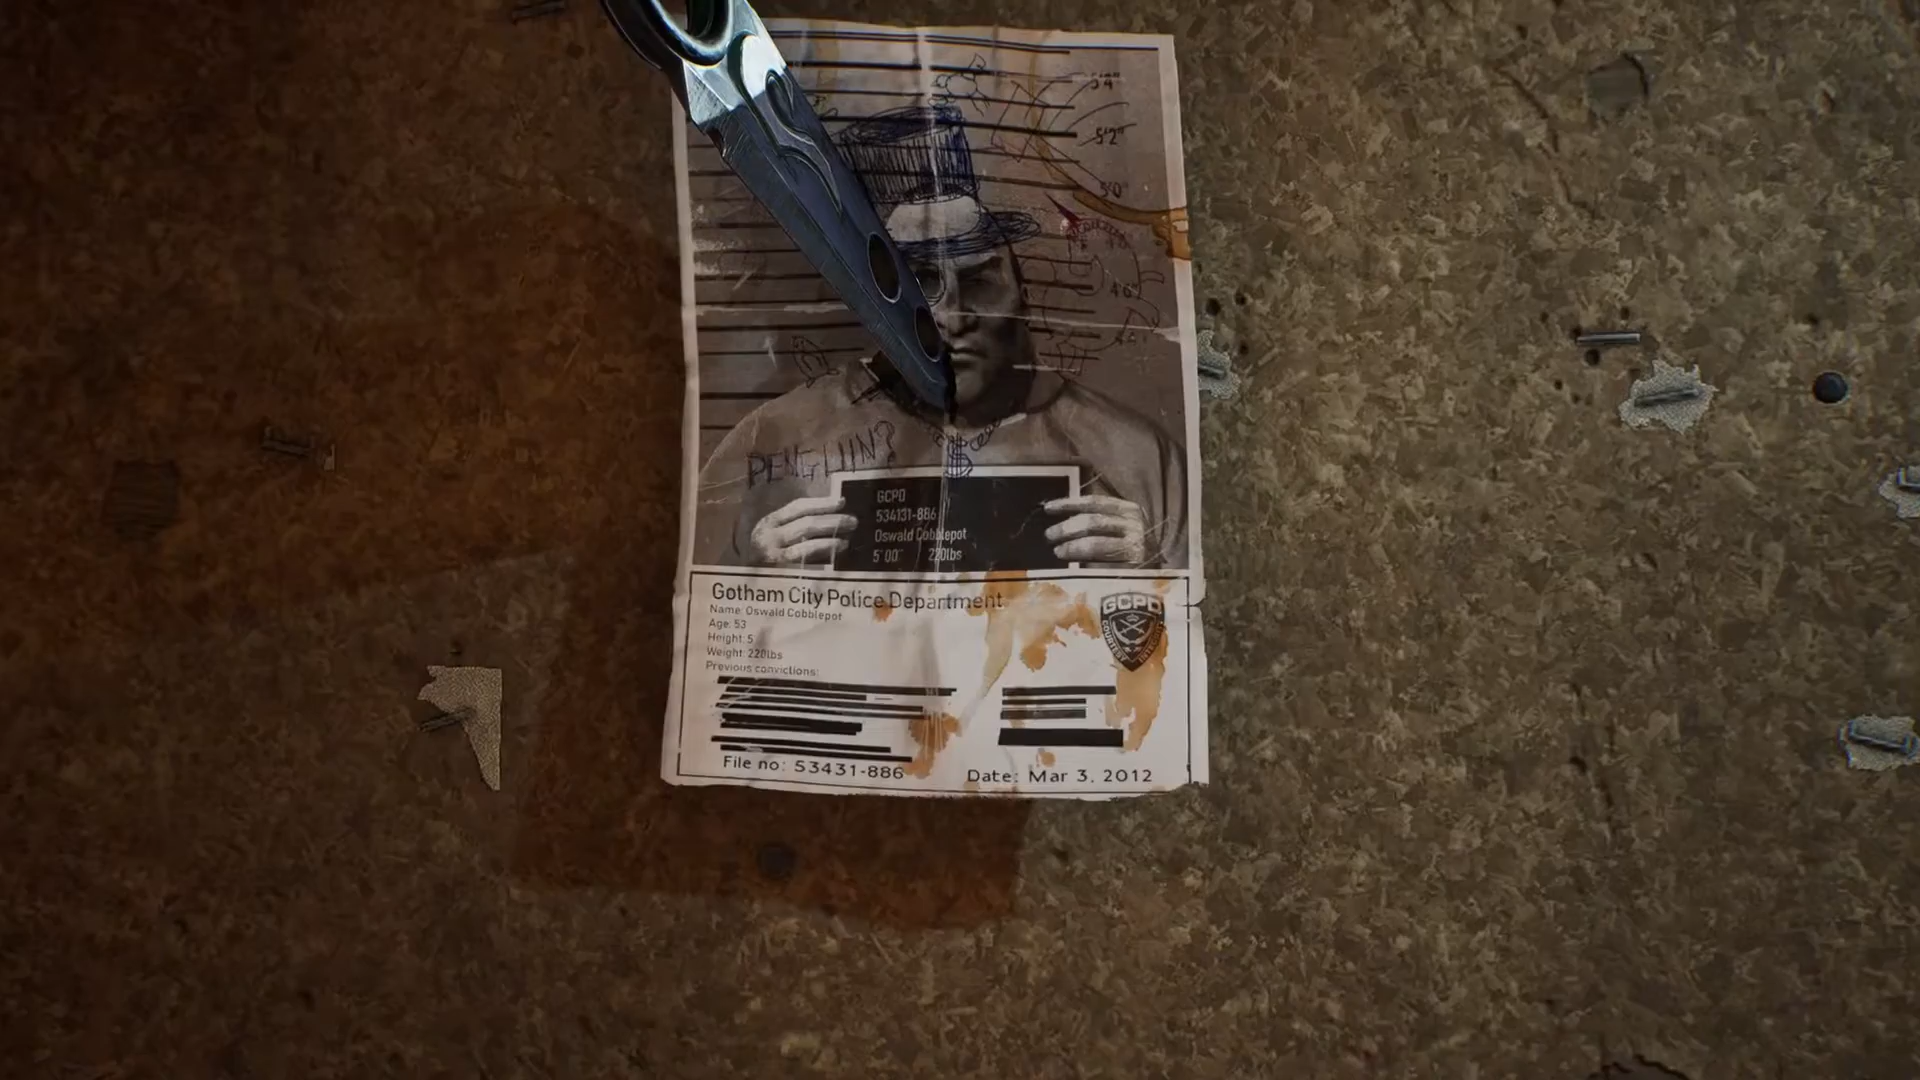 5'4"
5'2"
5'0"
4'6"
PENGUIN?
$
GCPD
534131-886
Oswald Cobblepot
5'00" 220lbs
Gotham City Police Department
Name: Oswald Cobblepot
Age: 53
Height: 5
Weight: 220lbs
Previous convictions:
GCPD
COURTESY
File no: 53431-886
Date: Mar 3, 2012